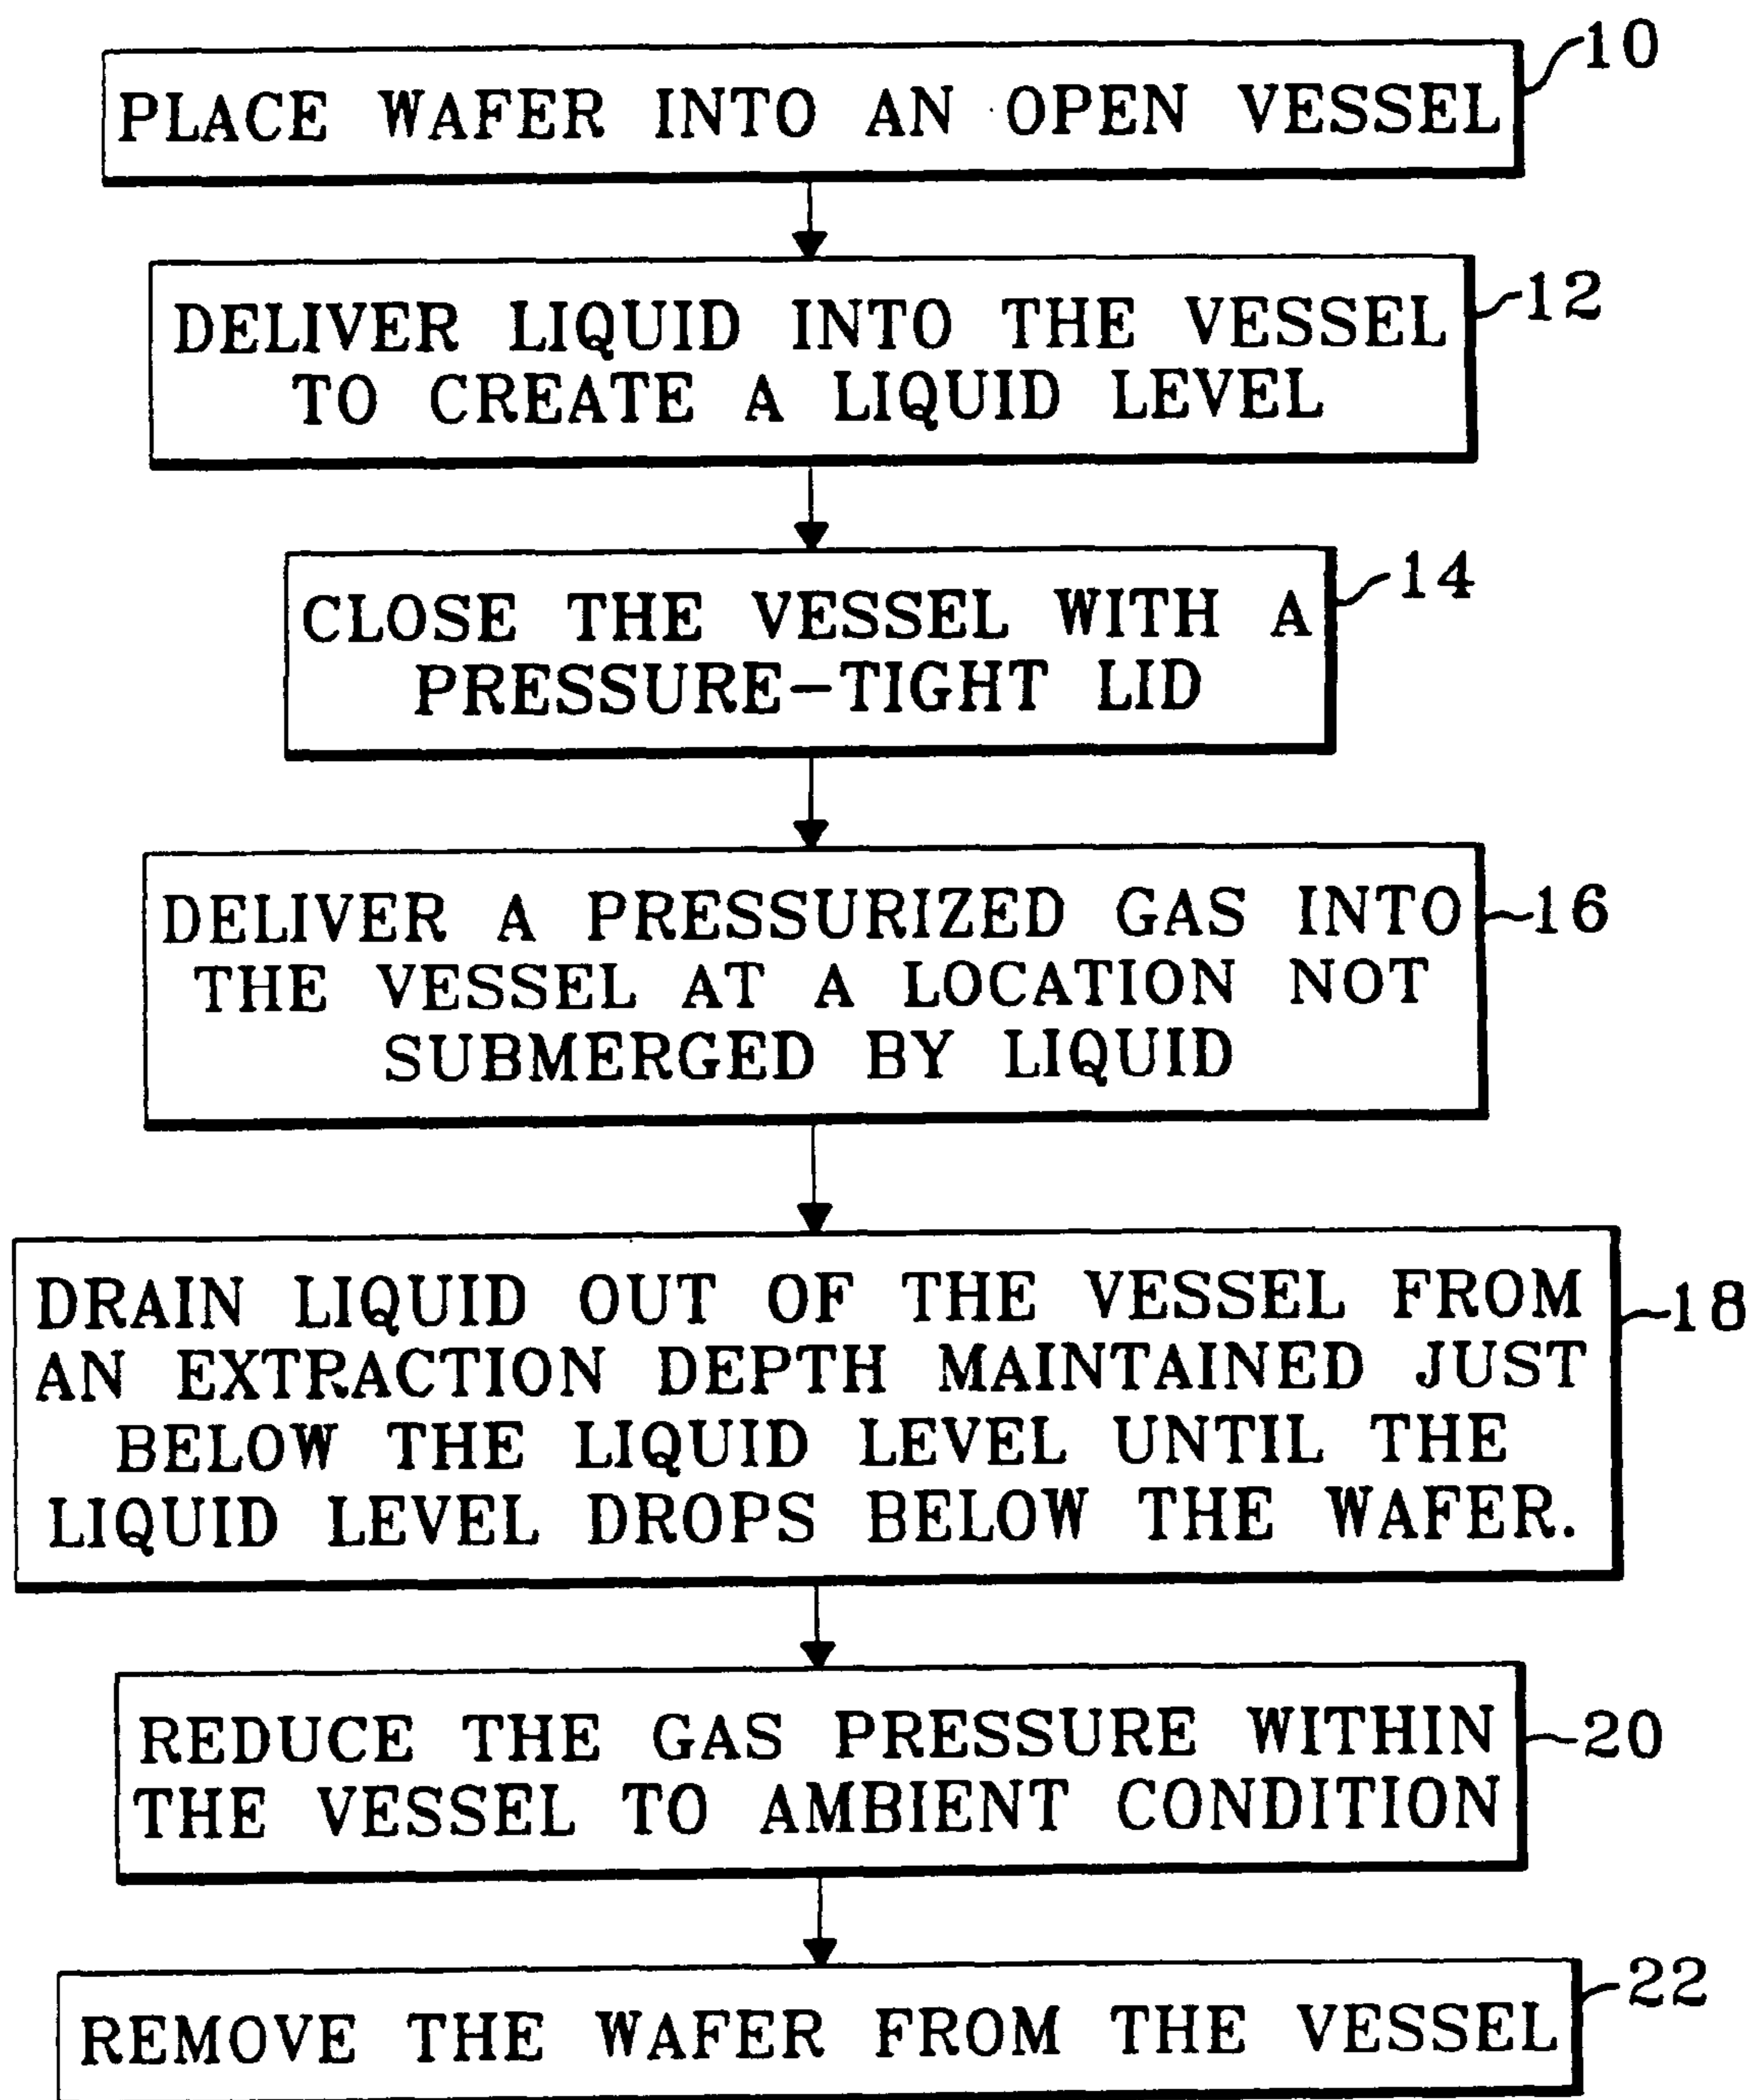 10
PLACE WAFER INTO AN OPEN VESSEL
12
DELIVER LIQUID INTO THE VESSEL
TO CREATE A LIQUID LEVEL
14
CLOSE THE VESSEL WITH A
PRESSURE-TIGHT LID
16
DELIVER A PRESSURIZED GAS INTO
THE VESSEL AT A LOCATION NOT
SUBMERGED BY LIQUID
18
DRAIN LIQUID OUT OF THE VESSEL FROM
AN EXTRACTION DEPTH MAINTAINED JUST
BELOW THE LIQUID LEVEL UNTIL THE
LIQUID LEVEL DROPS BELOW THE WAFER.
20
REDUCE THE GAS PRESSURE WITHIN
THE VESSEL TO AMBIENT CONDITION
22
REMOVE THE WAFER FROM THE VESSEL